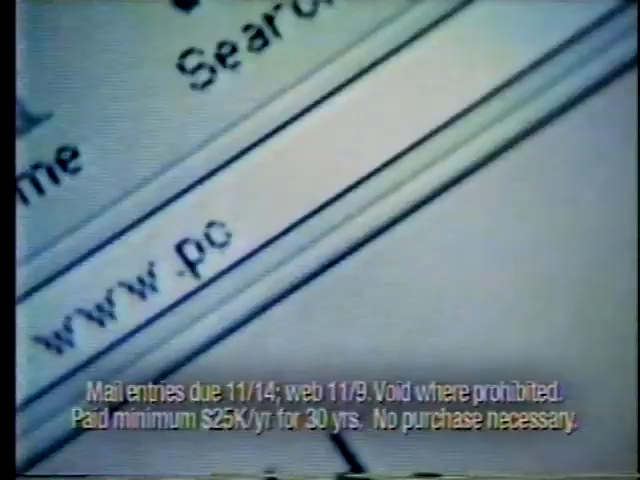 Search
me
www.pc
Mail entries due 11/14; web 11/9. Void where prohibited.
Paid minimum $25K/yr for 30 yrs. No purchase necessary.